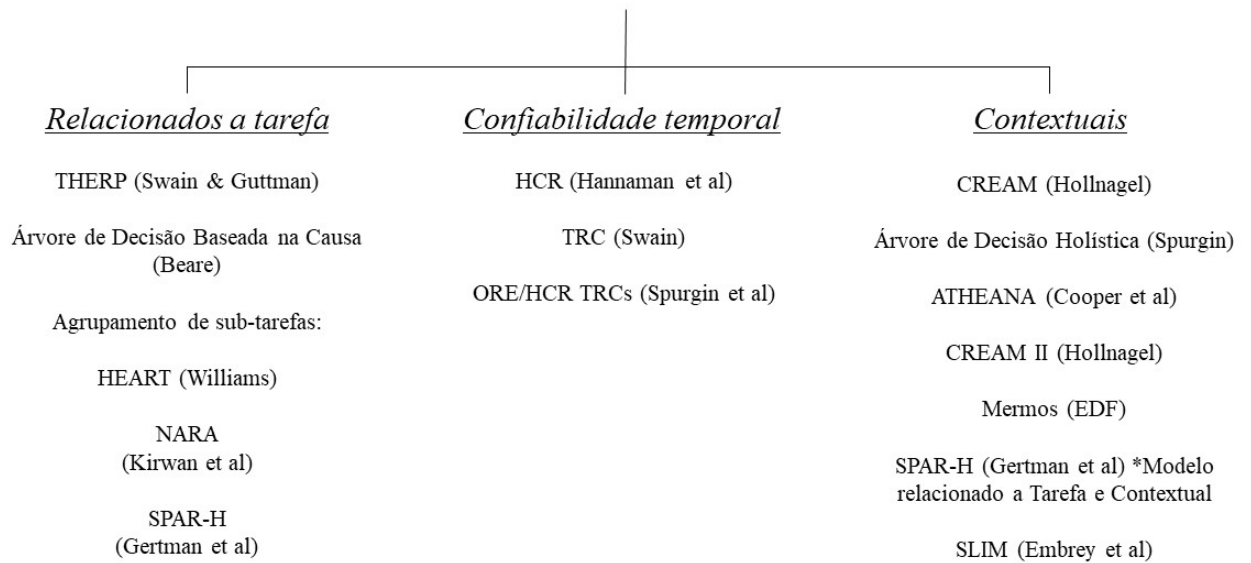 Relacionados a tarefa
THERP (Swain & Guttman)
Árvore de Decisão Baseada na Causa
(Beare)
Agrupamento de sub-tarefas:
HEART (Williams)
NARA
(Kirwan et al)
SPAR-H
(Gertman et al)
Confiabilidade temporal
HCR (Hannaman et al)
TRC (Swain)
ORE/HCR TRCs (Spurgin et al)
Contextuais
CREAM (Hollnagel)
Árvore de Decisão Holística (Spurgin)
ATHEANA (Cooper et al)
CREAM II (Hollnagel)
Mermos (EDF)
SPAR-H (Gertman et al) *Modelo
relacionado a Tarefa e Contextual
SLIM (Embrey et al)